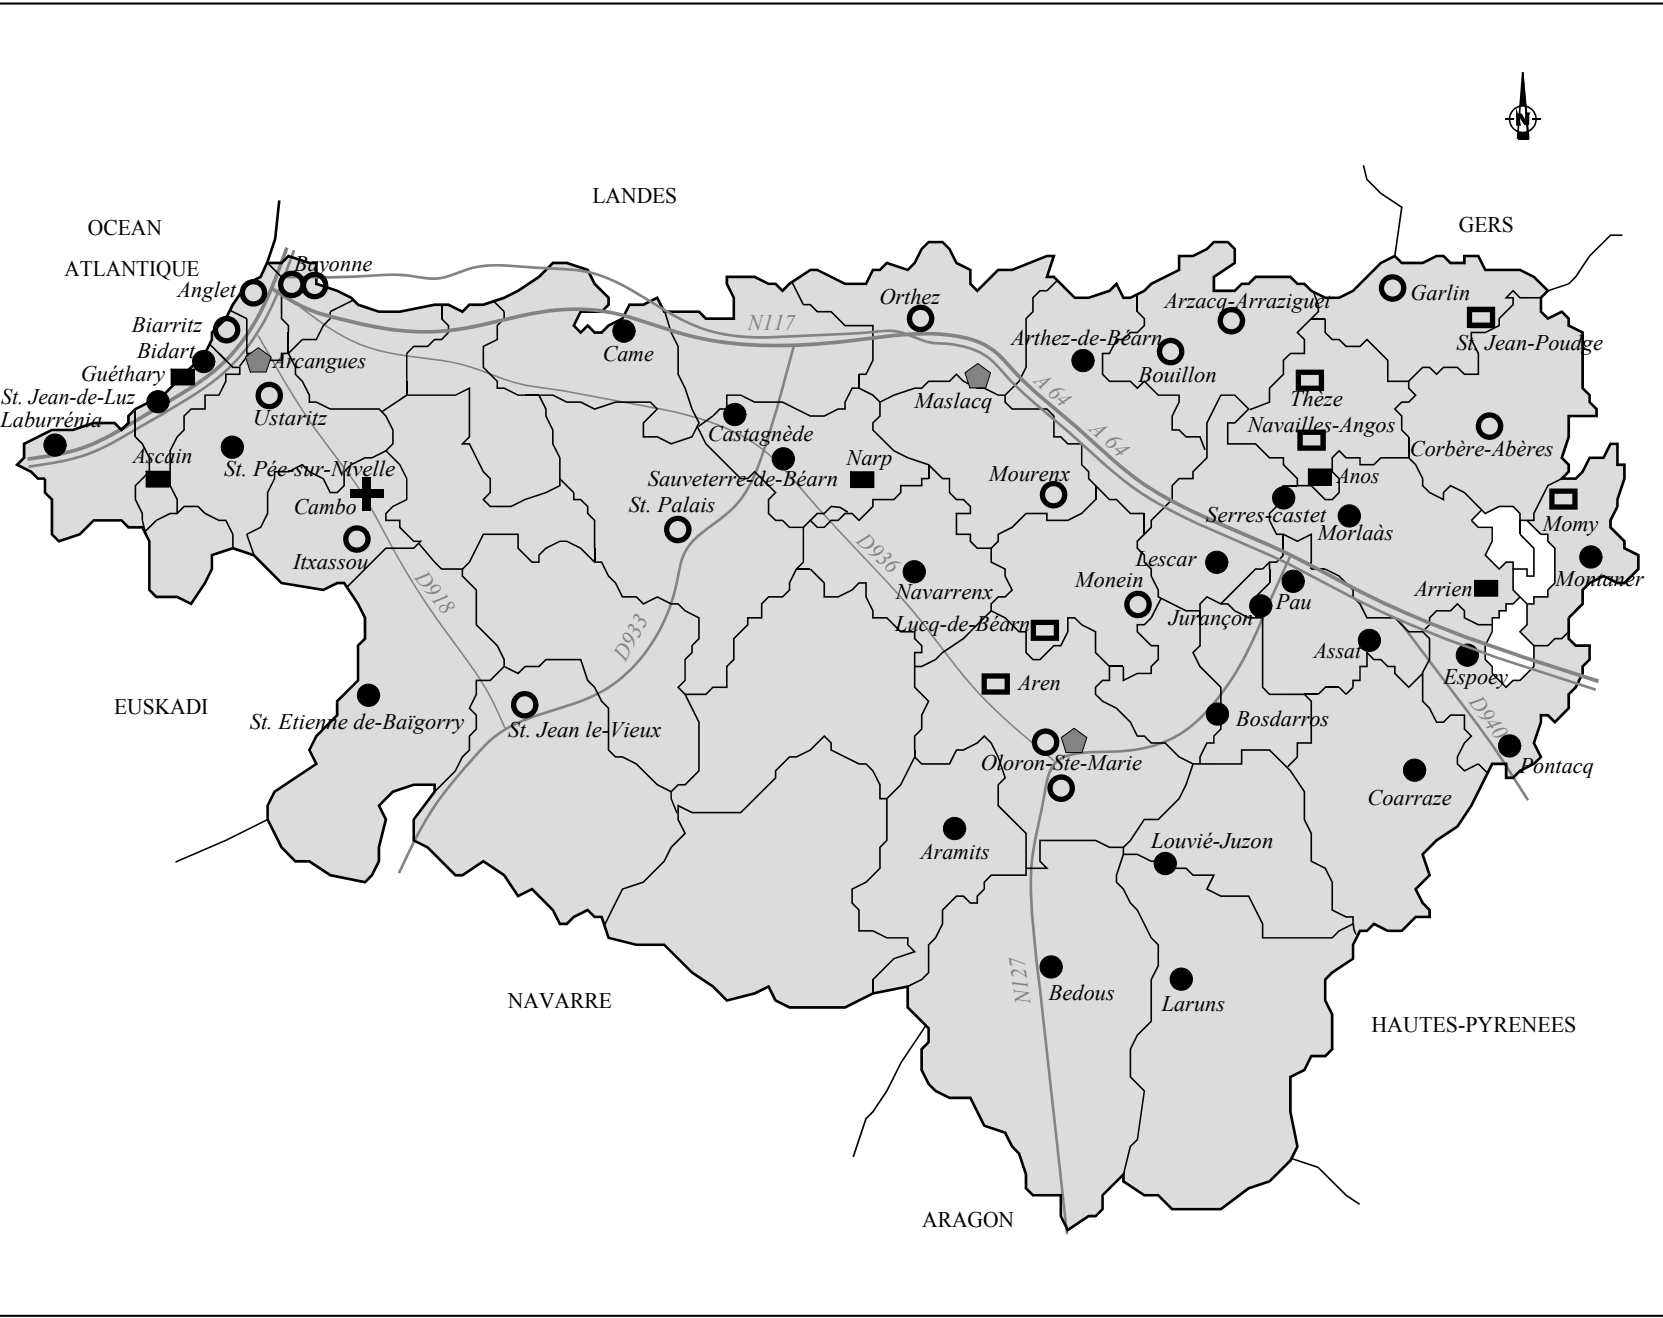 N
LANDES
OCEAN
ATLANTIQUE
GERS
Bayonne
Anglet
Biarritz
Bidart
Guéthary
Arcangues
St. Jean-de-Luz
Laburrénia
Ustaritz
Ascain
St. Pée-sur-Nivelle
Cambo
Itxassou
Came
N117
Orthez
Arzacq-Arraziguet
Garlin
St. Jean-Poudge
Arthez-de-Béarn
Bouillon
Maslacq
A 64
A 64
Thèze
Navailles-Angos
Corbère-Abères
Castagnède
Sauveterre-de-Béarn
Narp
Mourenx
Anos
St. Palais
Serres-castet
Morlaàs
Momy
D918
D936
Navarrenx
Lescar
Monein
Pau
Jurançon
Arrien
Montaner
Lucq-de-Béarn
D933
Assat
Espoey
Aren
EUSKADI
St. Etienne de-Baïgorry
St. Jean le-Vieux
Bosdarros
D940
Oloron-Ste-Marie
Pontacq
Coarraze
Aramits
Louvié-Juzon
N127
Bedous
Laruns
NAVARRE
HAUTES-PYRENEES
ARAGON